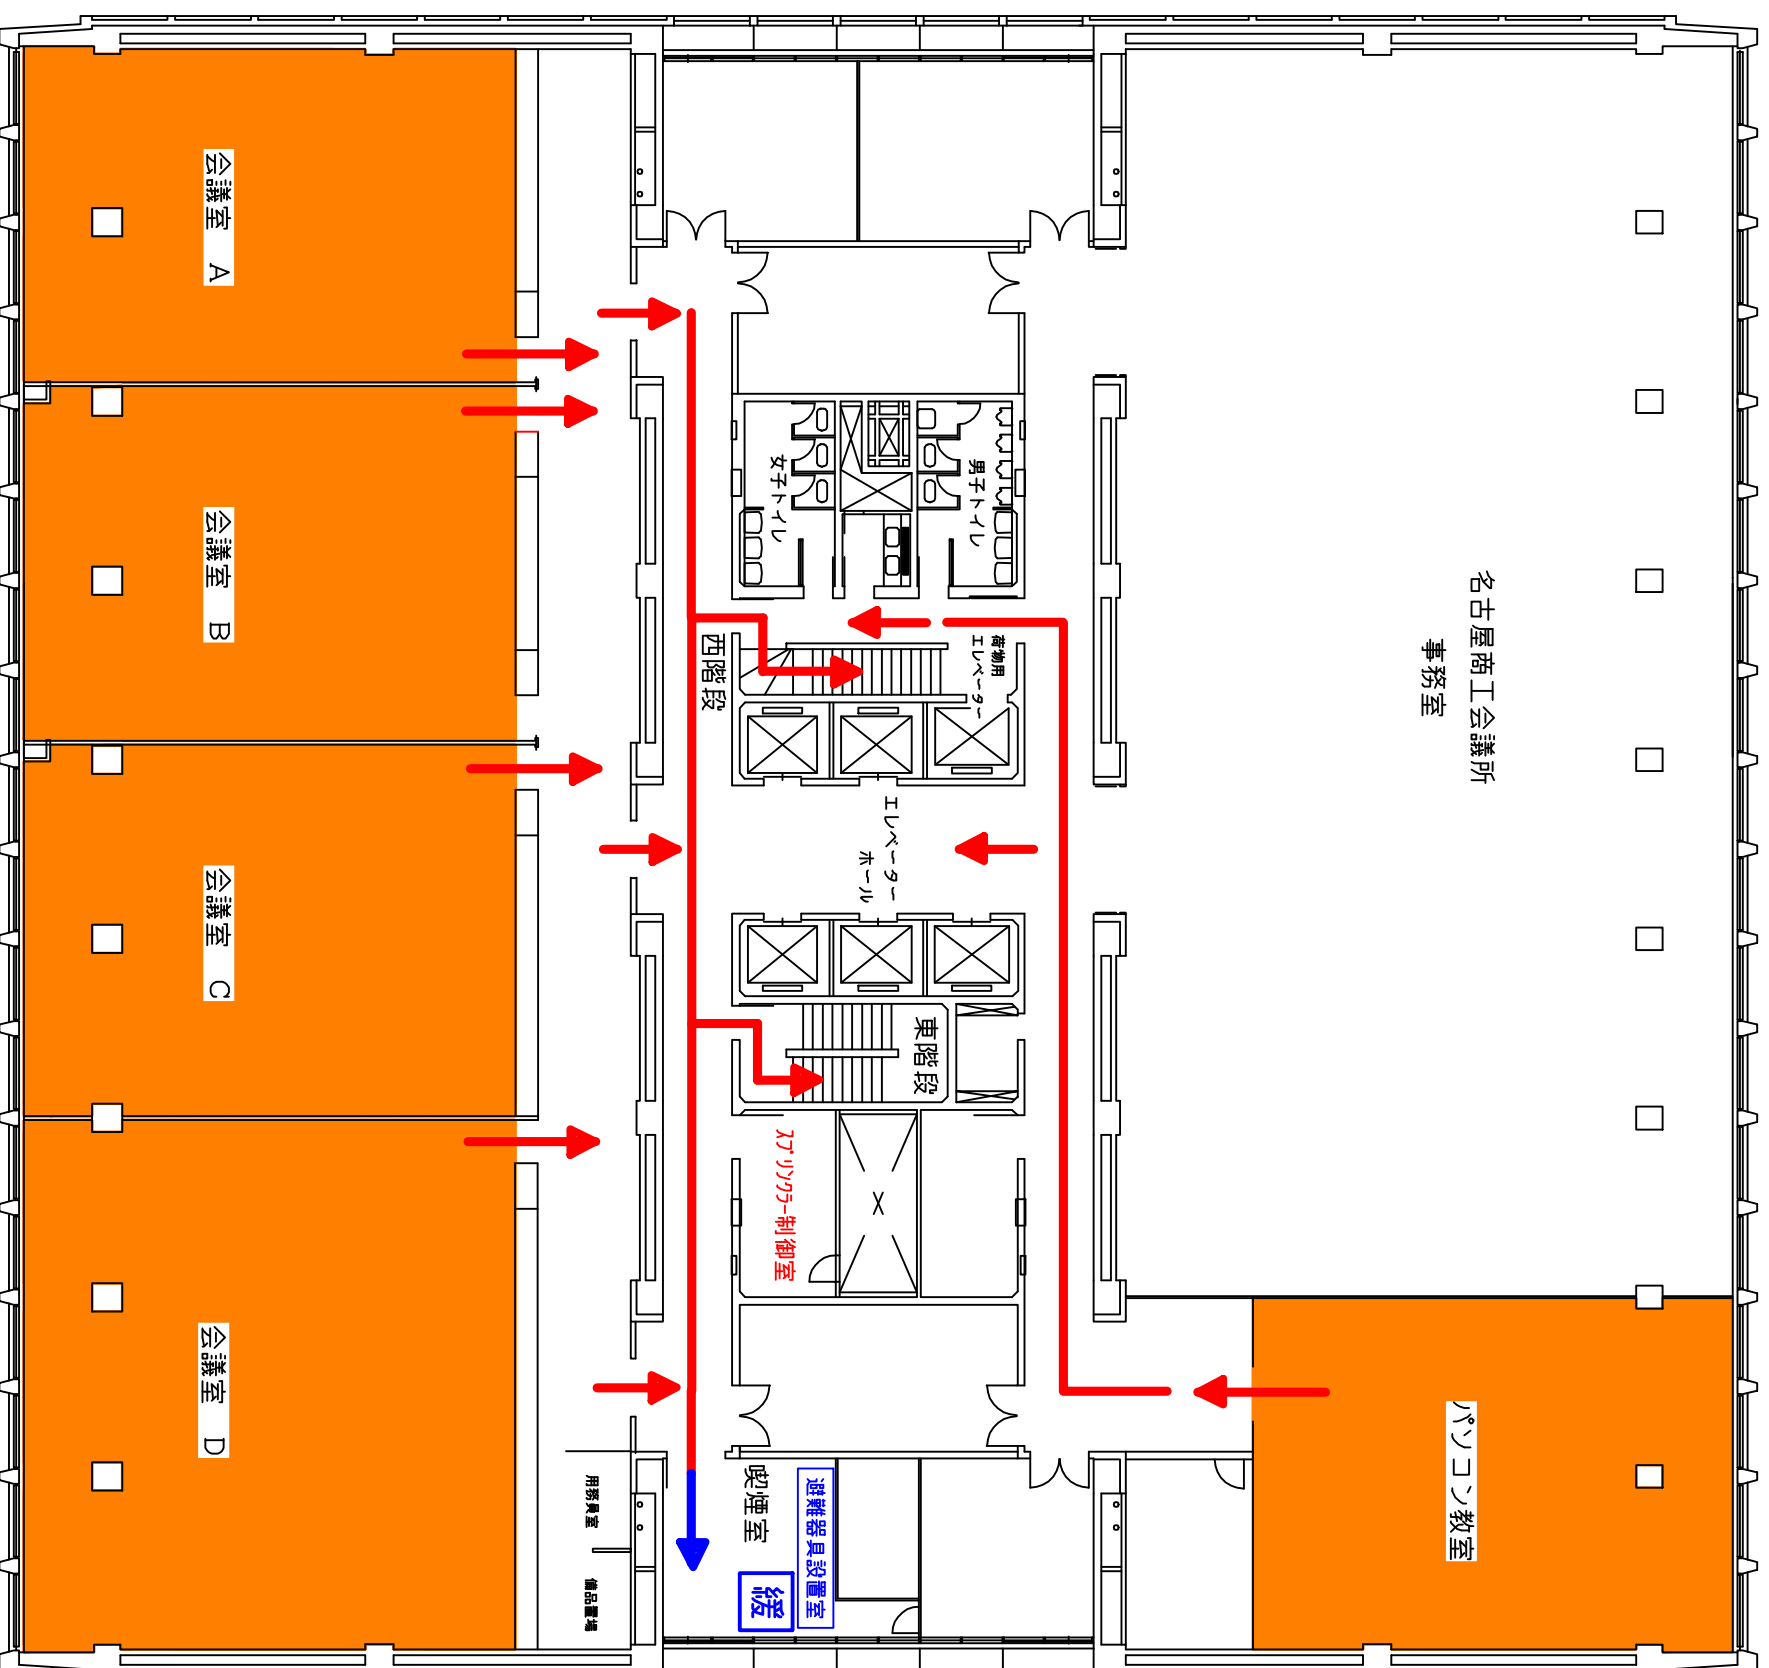 名古屋商工会議所
事務室
パソコン教室
男子トイレ
女子トイレ
荷物用
エレベーター
西階段
エレベーター
ホール
東階段
スプリンクラー制御室
避難器具設置室
喫煙室
緩
用務員室
備品置場
会議室 A
会議室 B
会議室 C
会議室 D